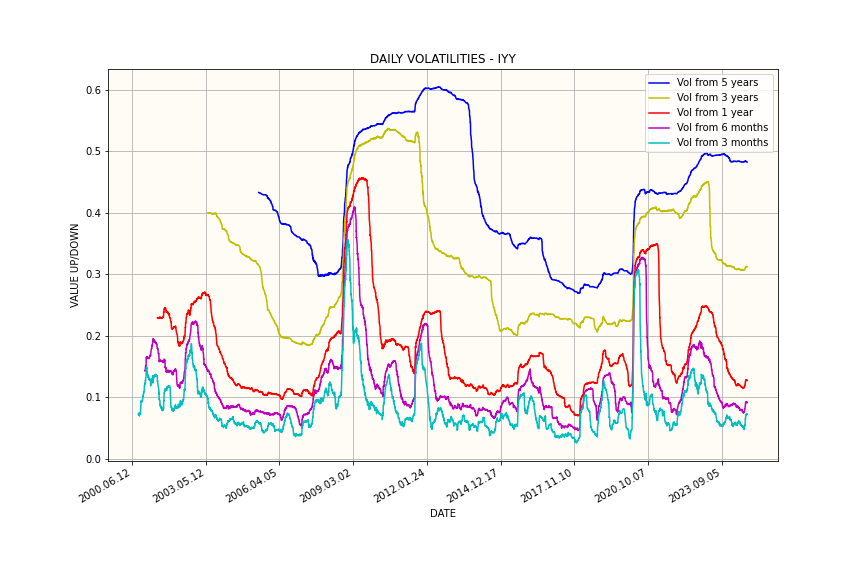 DAILY VOLATILITIES - IYY
VALUE UP/DOWN
0.6
0.5
0.4
0.3
0.2
0.1
0.0
Vol from 5 years
Vol from 3 years
Vol from 1 year
Vol from 6 months
Vol from 3 months
2000.06.12
2003.05.12
2006.04.05
2009.03.02
2012.01.24
2014.12.17
2017.11.10
2020.10.07
2023.09.05
DATE